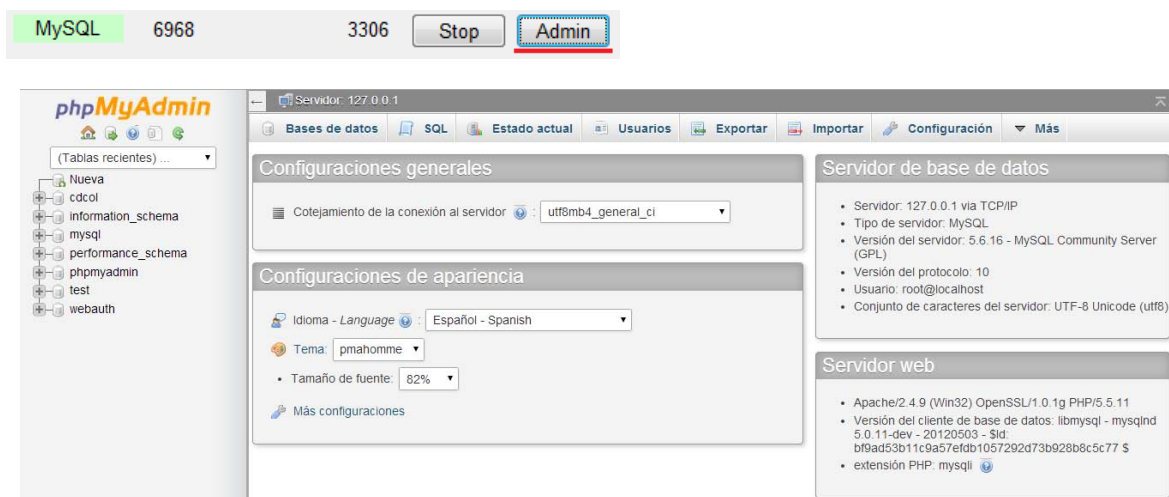 MySQL 6968 3306 Stop Admin
phpMyAdmin
(Tablas recientes) ...
Nueva
cdcol
information_schema
mysql
performance_schema
phpmyadmin
test
webauth
Servidor: 127.0.0.1
Bases de datos SQL Estado actual Usuarios Exportar Importar Configuración Más
Configuraciones generales
Cotejamiento de la conexión al servidor : utf8mb4_general_ci
Configuraciones de apariencia
Idioma - Language : Español - Spanish
Tema: pmahomme
• Tamaño de fuente: 82%
Más configuraciones
Servidor de base de datos
• Servidor: 127.0.0.1 via TCP/IP
• Tipo de servidor: MySQL
• Versión del servidor: 5.6.16 - MySQL Community Server
(GPL)
• Versión del protocolo: 10
• Usuario: root@localhost
• Conjunto de caracteres del servidor: UTF-8 Unicode (utf8)
Servidor web
• Apache/2.4.9 (Win32) OpenSSL/1.0.1g PHP/5.5.11
• Versión del cliente de base de datos: libmysql - mysqlnd
5.0.11-dev - 20120503 - $Id:
bf9ad53b11c9a57efdb1057292d73b928b8c5c77 $
• extensión PHP: mysqli